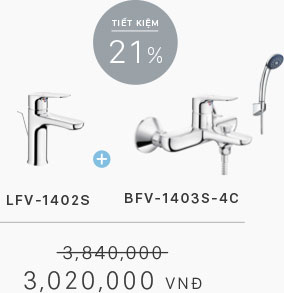 TIẾT KIỆM
21%
LFV-1402S
BFV-1403S-4C
3,840,000
3,020,000 VNĐ